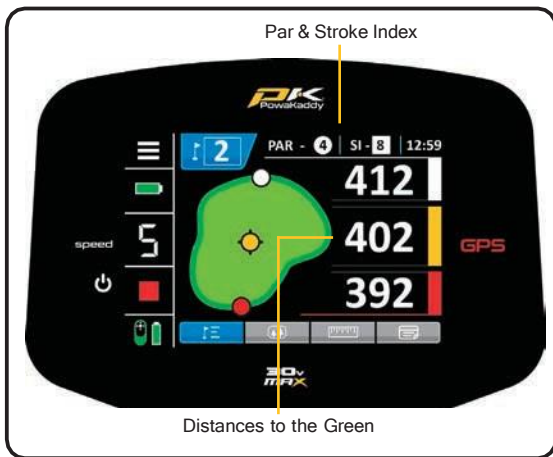 Par & Stroke Index
PK
PowaKaddy
2 PAR - 4 SI - 8 12:59
412
speed 5 402 GPS
392
30v
MAX
Distances to the Green